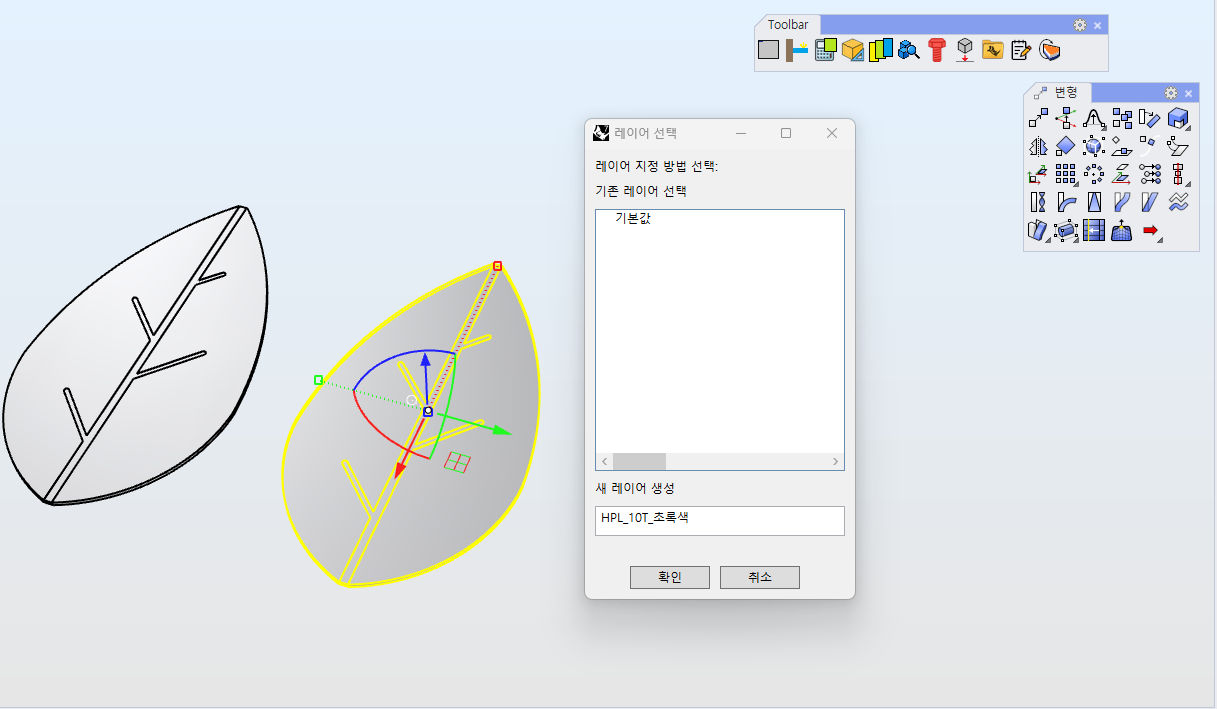 Toolbar
변형
레이어 선택
레이어 지정 방법 선택:
기존 레이어 선택
기본값
새 레이어 생성
HPL_10T_초록색
확인
취소